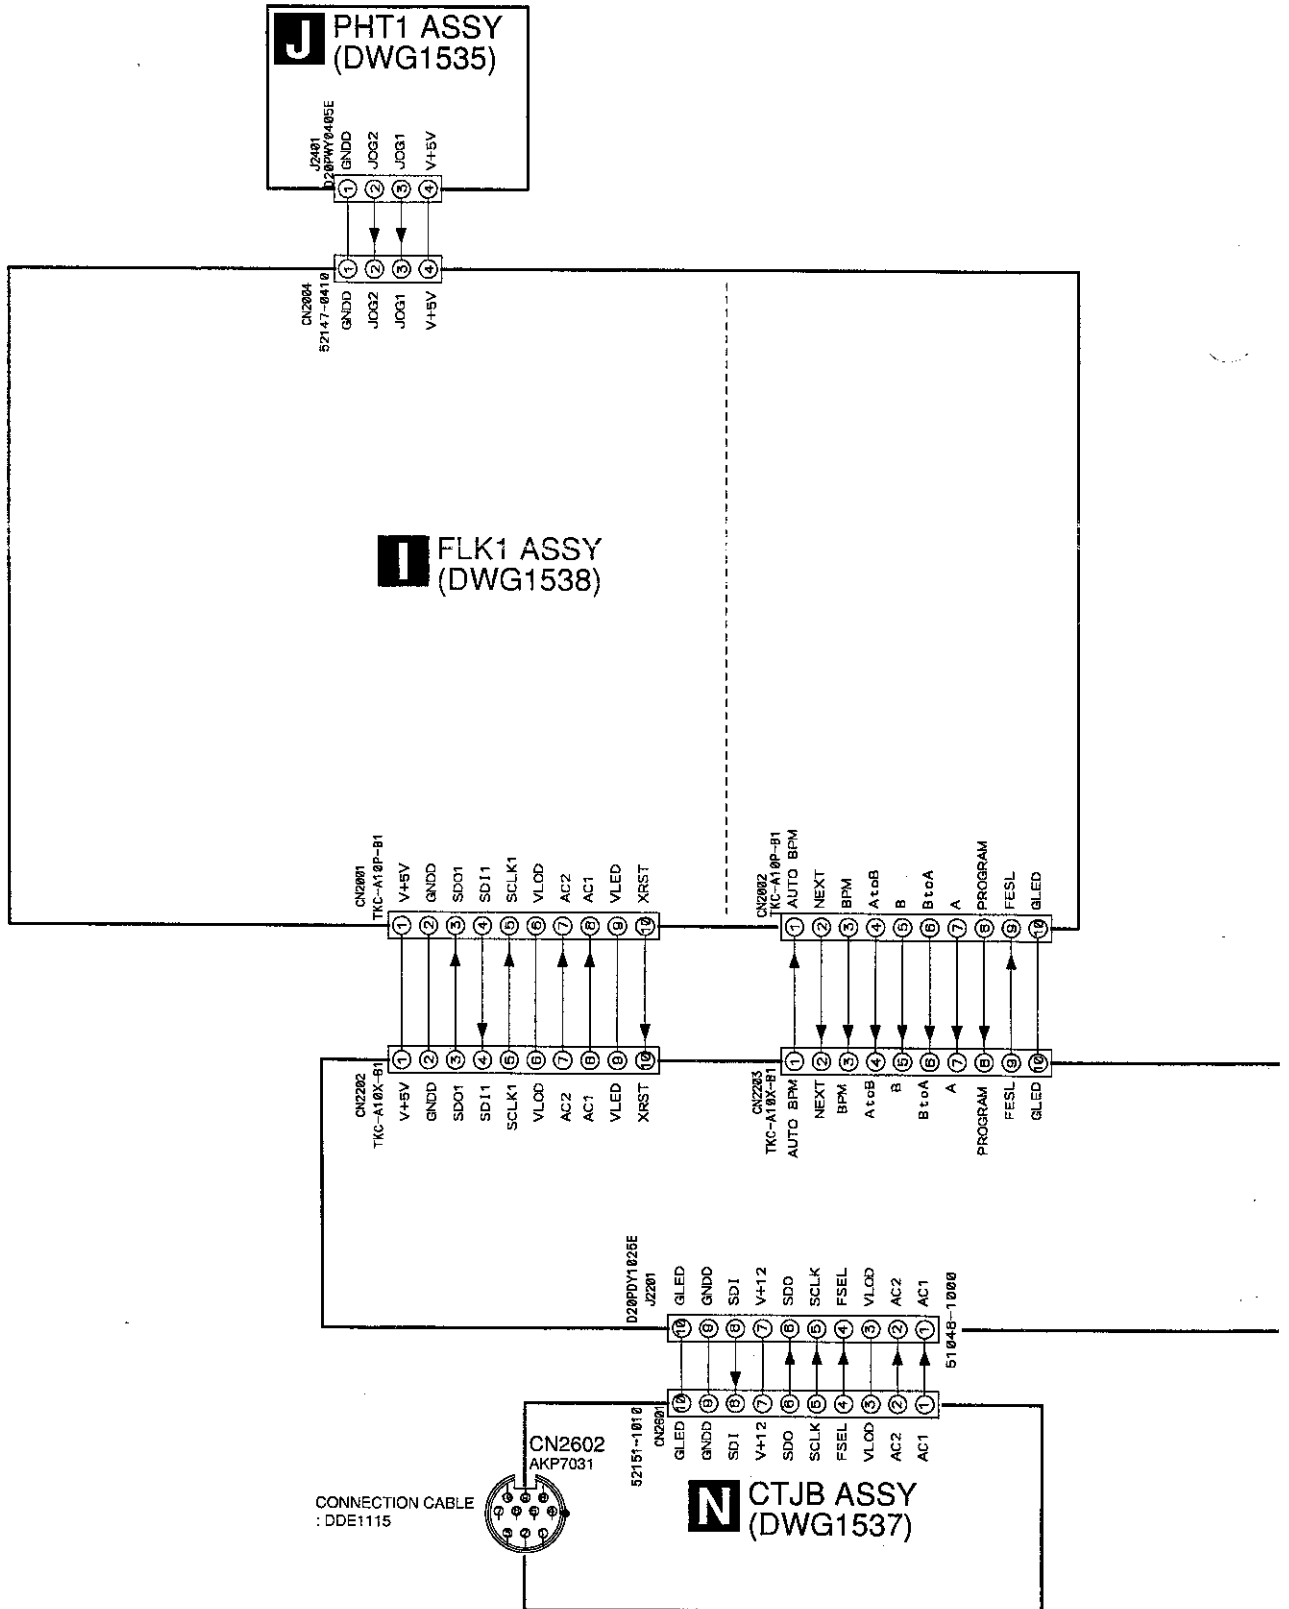 J PHT1 ASSY
(DWG1535)
J2401
D20PWY0405E
GNDD
JOG2
JOG1
V+5V
1 2 3 4
1 2 3 4
CN2004
52147-0410
GNDD
JOG2
JOG1
V+5V
I FLK1 ASSY
(DWG1538)
CN2001
TKC-A10P-B1
V+5V
GNDD
SDO1
SDI1
SCLK1
VLOD
AC2
AC1
VLED
XRST
1 2 3 4 5 6 7 8 9 10
CN2002
KC-A10P-B1
AUTO BPM
NEXT
BPM
AtoB
B
BtoA
A
PROGRAM
FESL
GLED
1 2 3 4 5 6 7 8 9 10
1 2 3 4 5 6 7 8 9 10
CN2202
TKC-A10X-B1
V+5V
GNDD
SDO1
SDI1
SCLK1
VLOD
AC2
AC1
VLED
XRST
1 2 3 4 5 6 7 8 9 10
CN2203
TKC-A10X-B1
AUTO BPM
NEXT
BPM
AtoB
B
BtoA
A
PROGRAM
FESL
GLED
D20PDY1026E
J2201
GLED
GNDD
SDI
V+12
SDO
SCLK
FSEL
VLOD
AC2
AC1
10 9 8 7 6 5 4 3 2 1
51048-1000
10 9 8 7 6 5 4 3 2 1
52151-1010
CN2601
GLED
GNDD
SDI
V+12
SDO
SCLK
FSEL
VLOD
AC2
AC1
CN2602
AKP7031
CONNECTION CABLE
: DDE1115
N CTJB ASSY
(DWG1537)